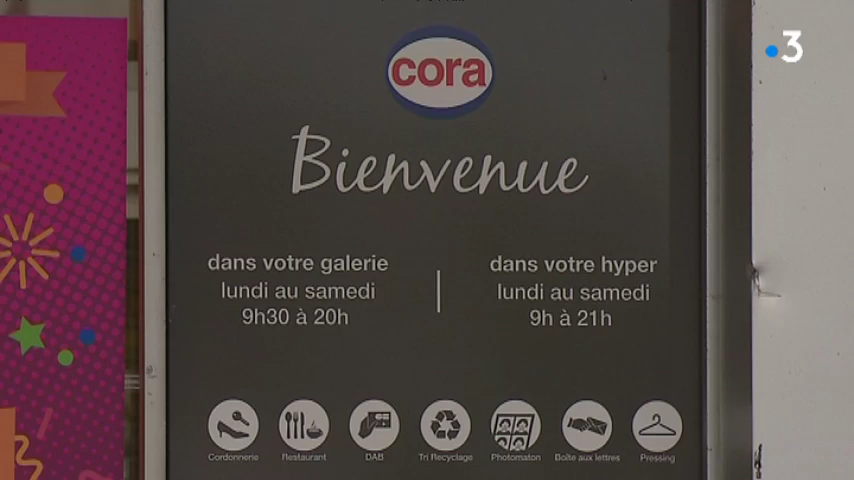 3
cora
Bienvenue
dans votre galerie
lundi au samedi
9h30 à 20h
dans votre hyper
lundi au samedi
9h à 21h
Cordonnerie
Restaurant
DAB
Tri Recyclage
Photomaton
Boîte aux lettres
Pressing